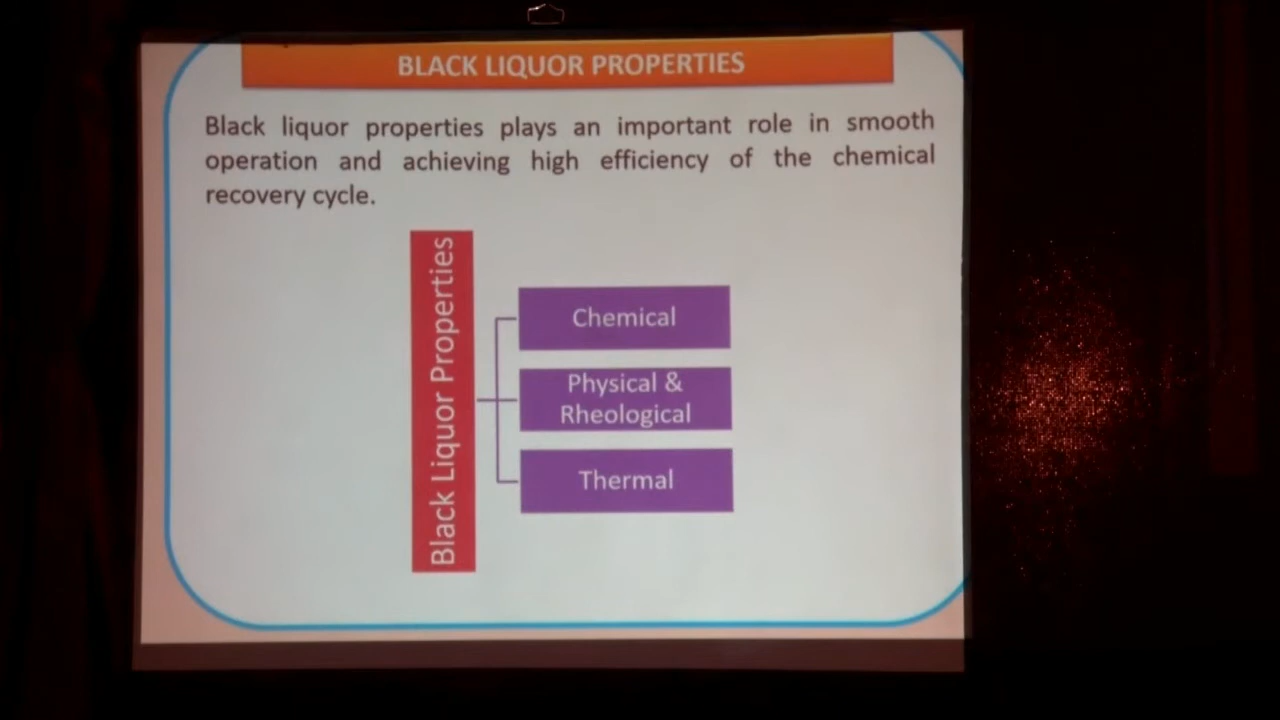 BLACK LIQUOR PROPERTIES
Black liquor properties plays an important role in smooth
operation and achieving high efficiency of the chemical
recovery cycle.
Black Liquor Properties
Chemical
Physical &
Rheological
Thermal